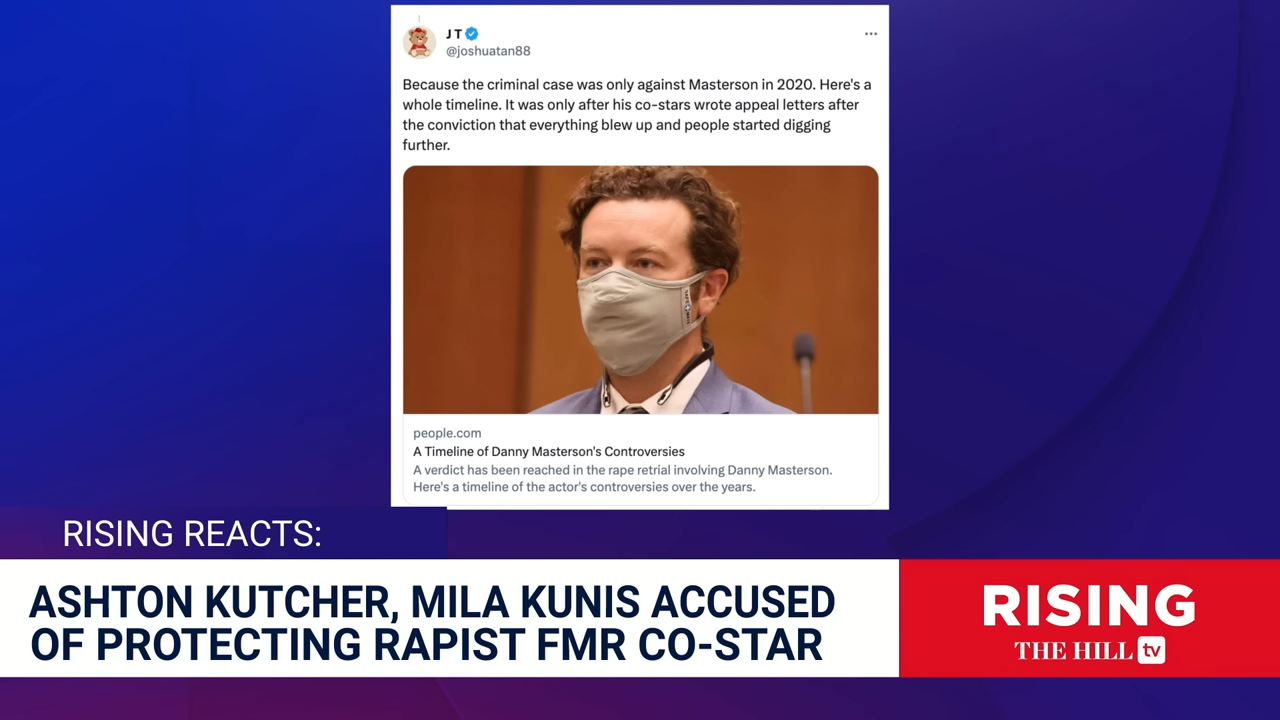 J T
@joshuatan88
Because the criminal case was only against Masterson in 2020. Here's a
whole timeline. It was only after his co-stars wrote appeal letters after
the conviction that everything blew up and people started digging
further.
people.com
A Timeline of Danny Masterson's Controversies
A verdict has been reached in the rape retrial involving Danny Masterson.
Here's a timeline of the actor's controversies over the years.
RISING REACTS:
ASHTON KUTCHER, MILA KUNIS ACCUSED
OF PROTECTING RAPIST FMR CO-STAR
RISING
THE HILL tv